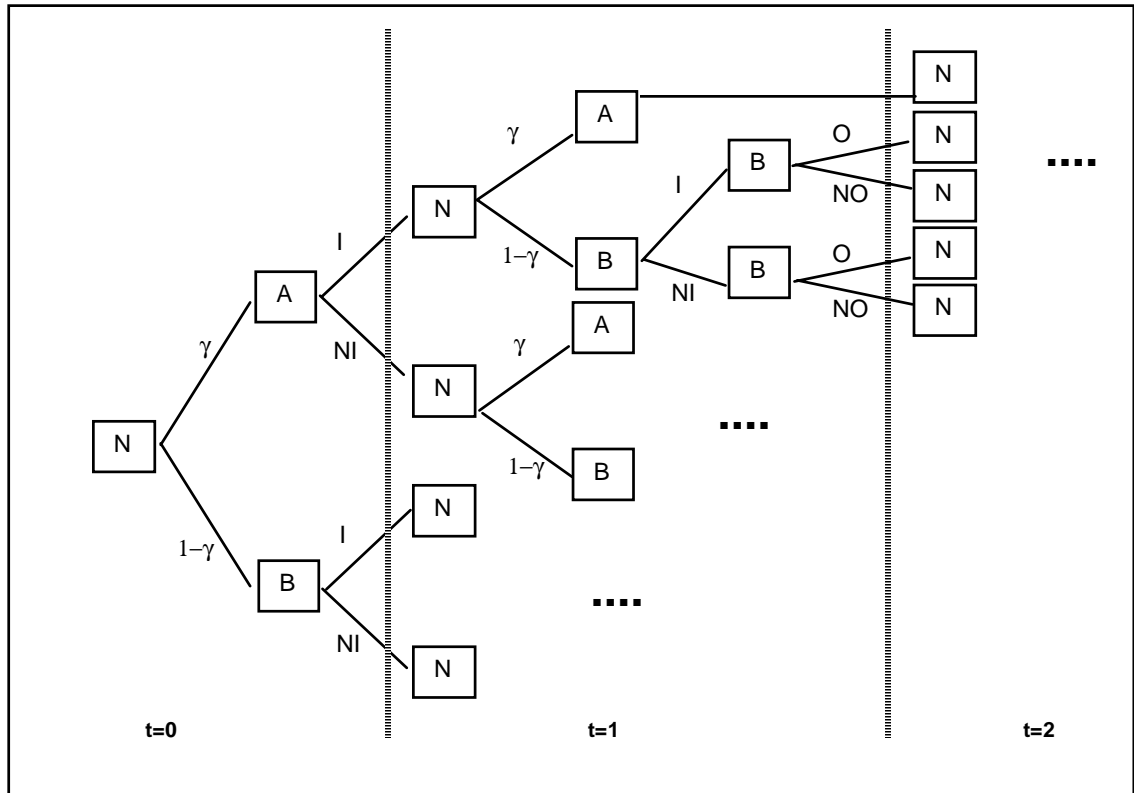 N
A
N
γ
O
B
N
....
I
NO
N
γ
N
I
1−γ
B
O
N
A
NI
B
NO
N
γ
NI
A
γ
N
N
....
1−γ
B
1−γ
I
N
B
....
NI
N
t=0
t=1
t=2